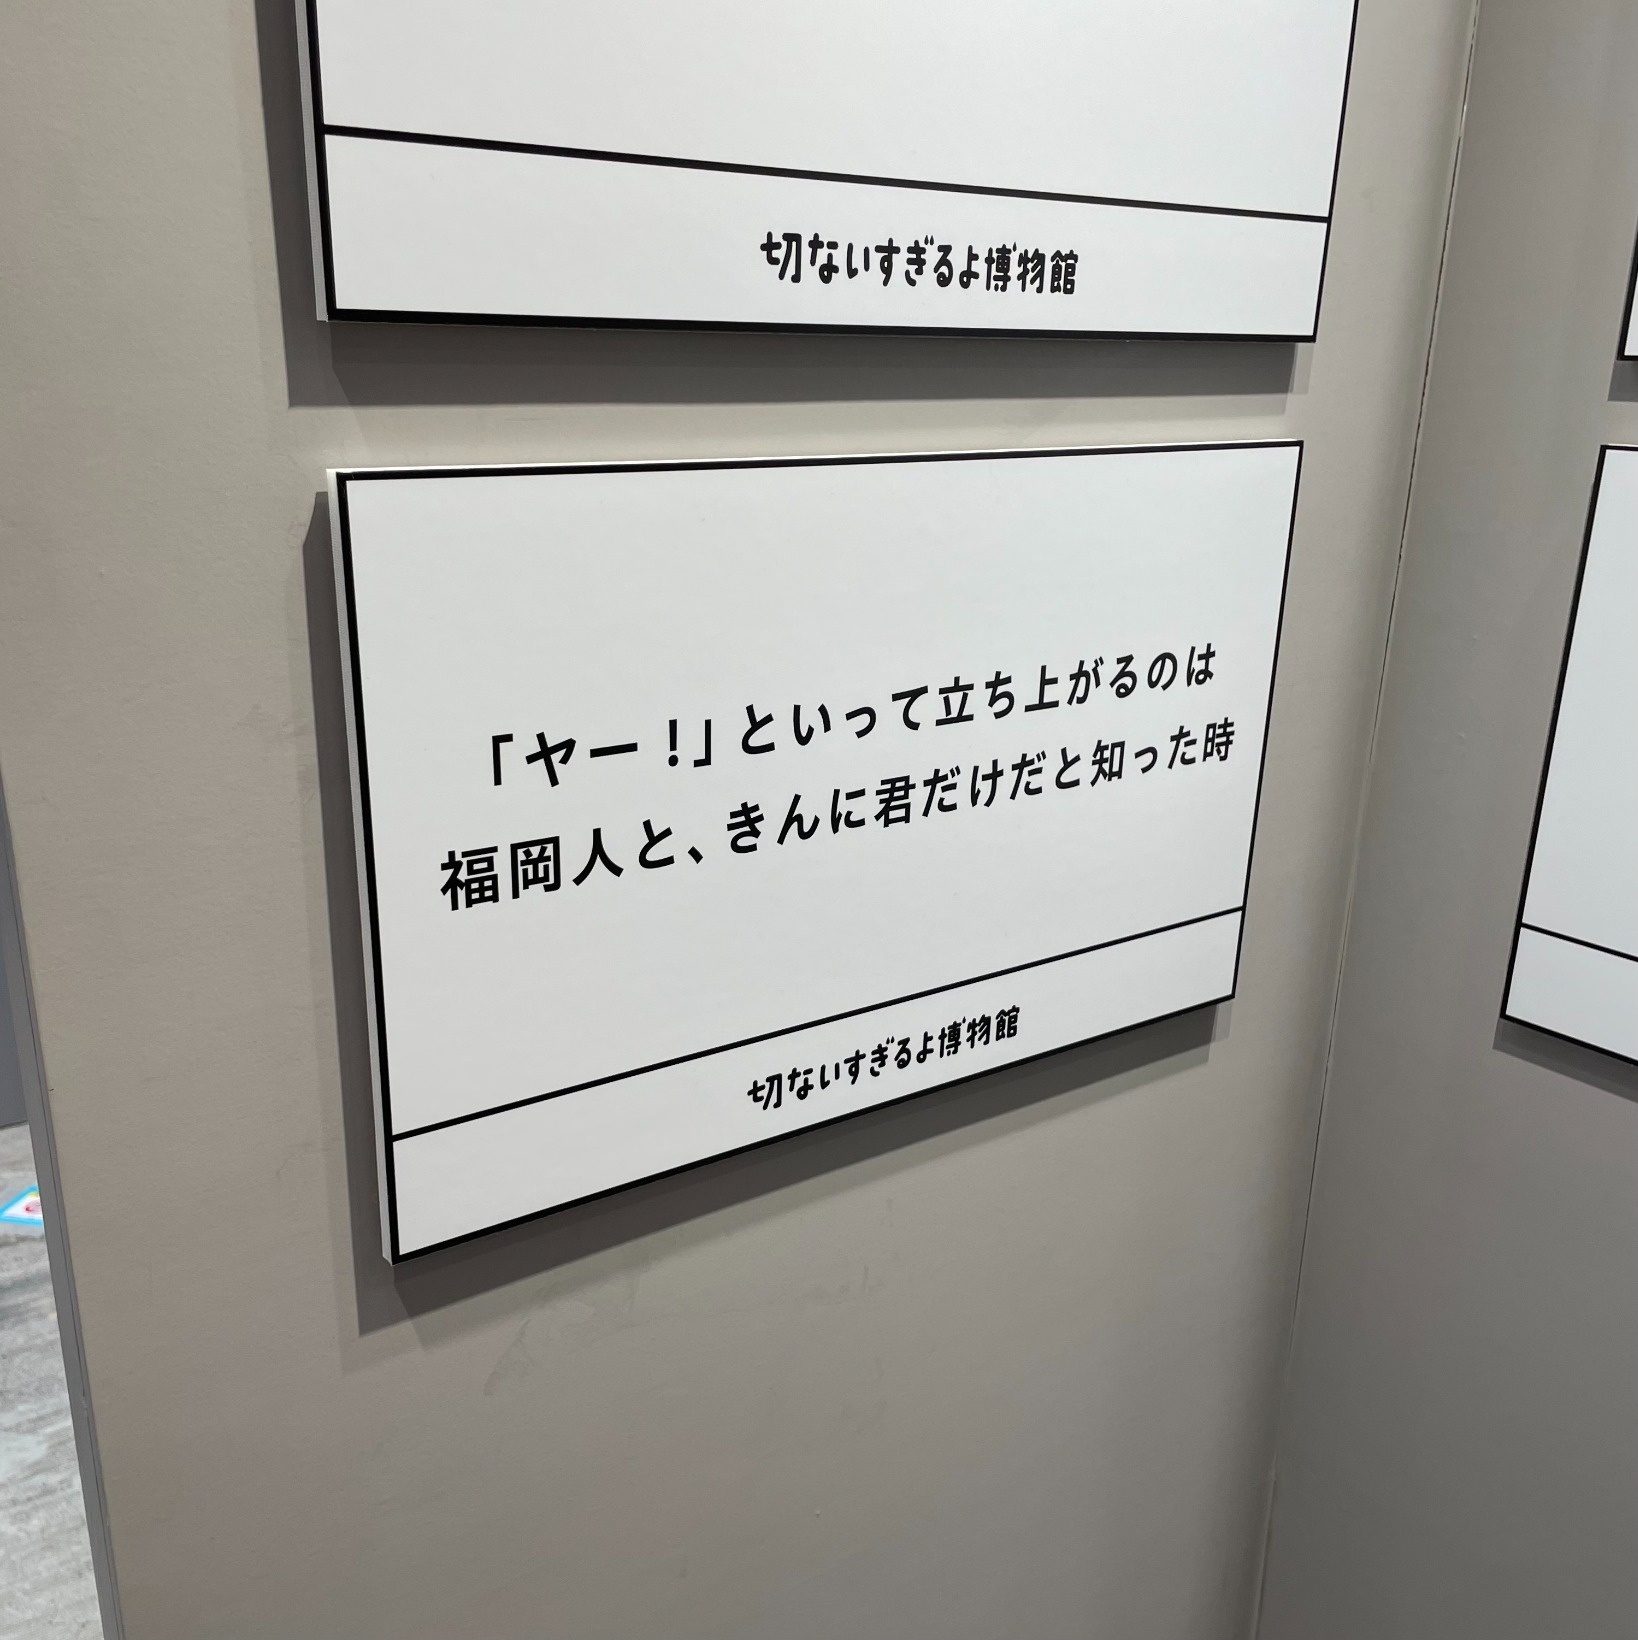 切ないすぎるよ博物館
「ヤー！」といって立ち上がるのは
福岡人と、きんに君だけだと知った時
切ないすぎるよ博物館